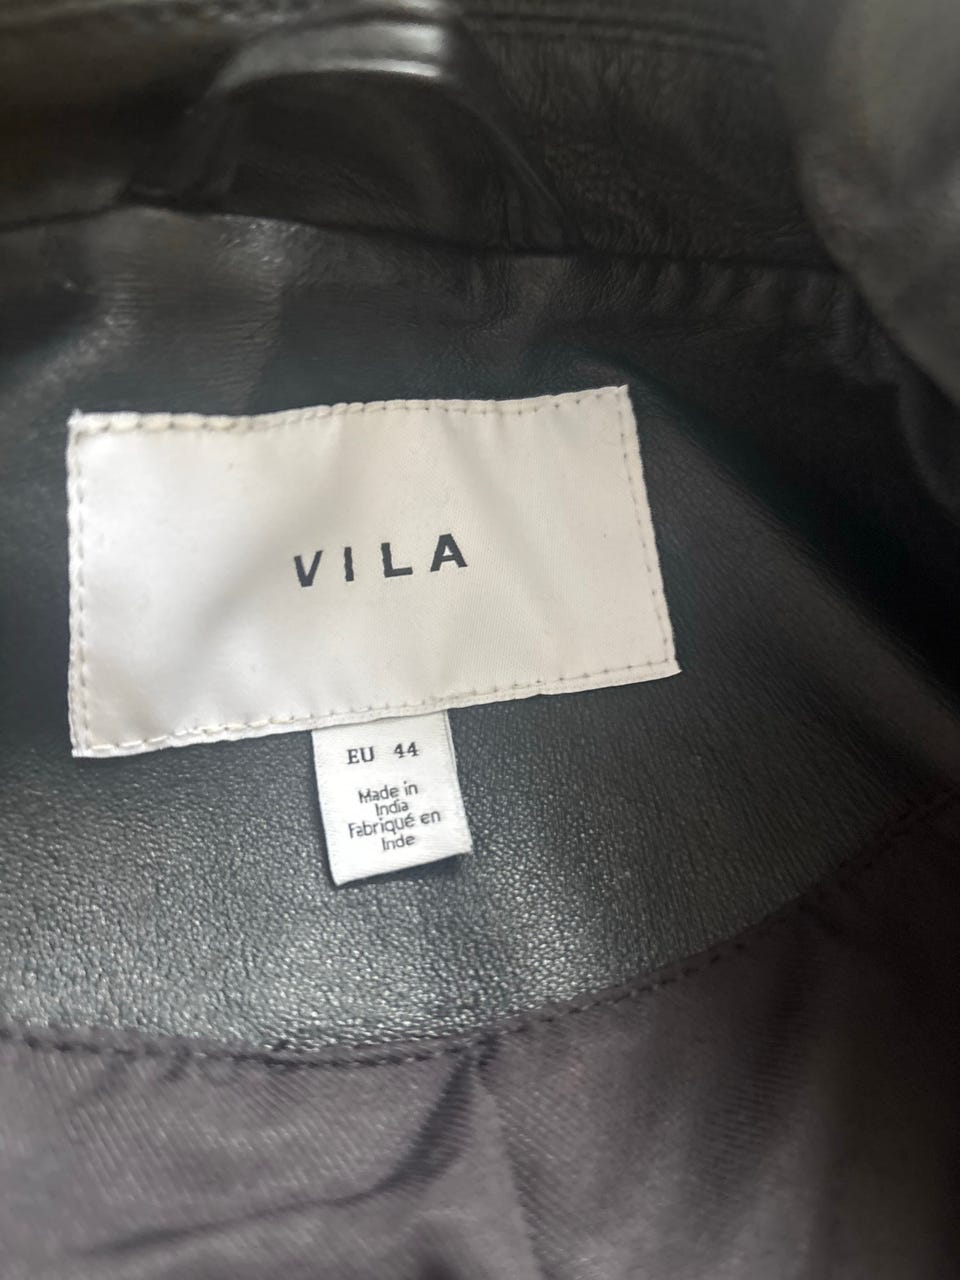 VILA
EU 44
Made in
India
Fabriqué en
Inde